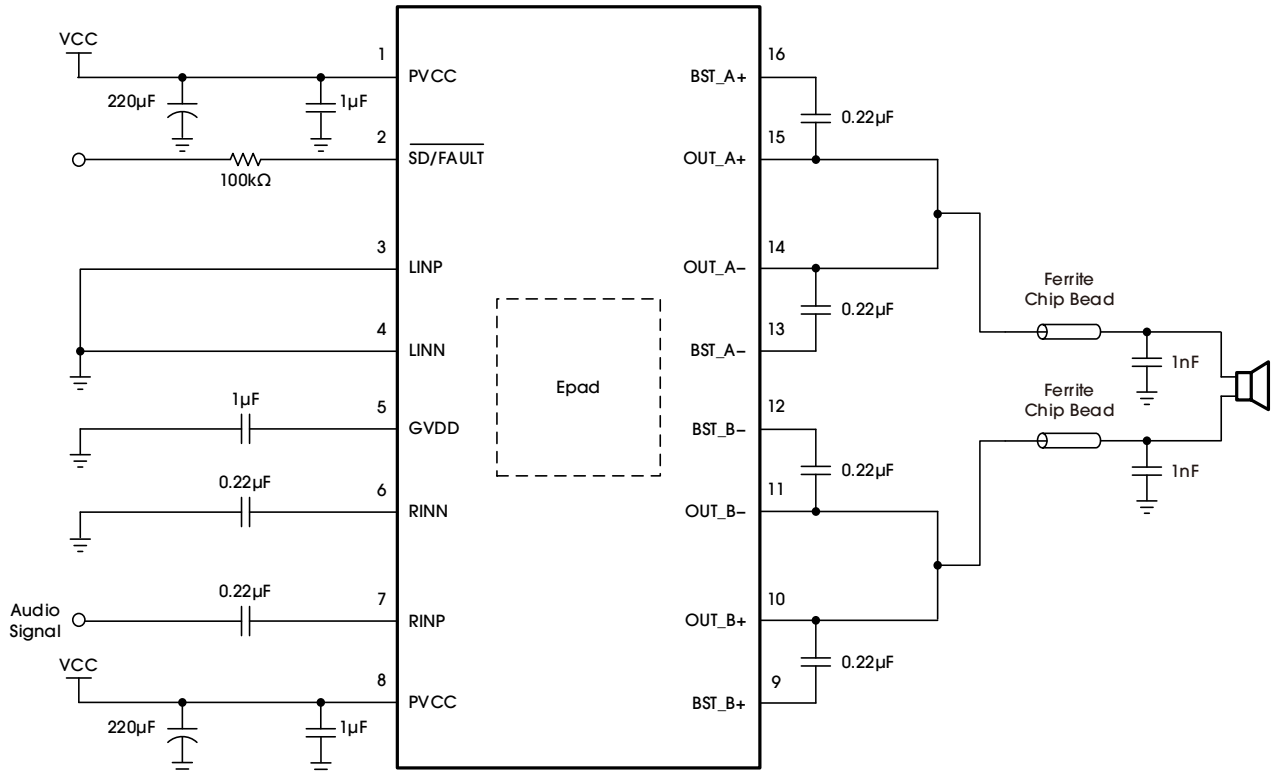 VCC
1
PVCC
220μF
1μF
2
SD/FAULT
100kΩ
3
LINP
4
LINN
1μF
5
GVDD
0.22μF
6
RINN
Audio
Signal
0.22μF
7
RINP
VCC
8
PVCC
220μF
1μF
Epad
16
BST_A+
0.22μF
15
OUT_A+
14
OUT_A−
0.22μF
13
BST_A−
12
BST_B−
0.22μF
11
OUT_B−
10
OUT_B+
0.22μF
9
BST_B+
Ferrite
Chip Bead
1nF
Ferrite
Chip Bead
1nF